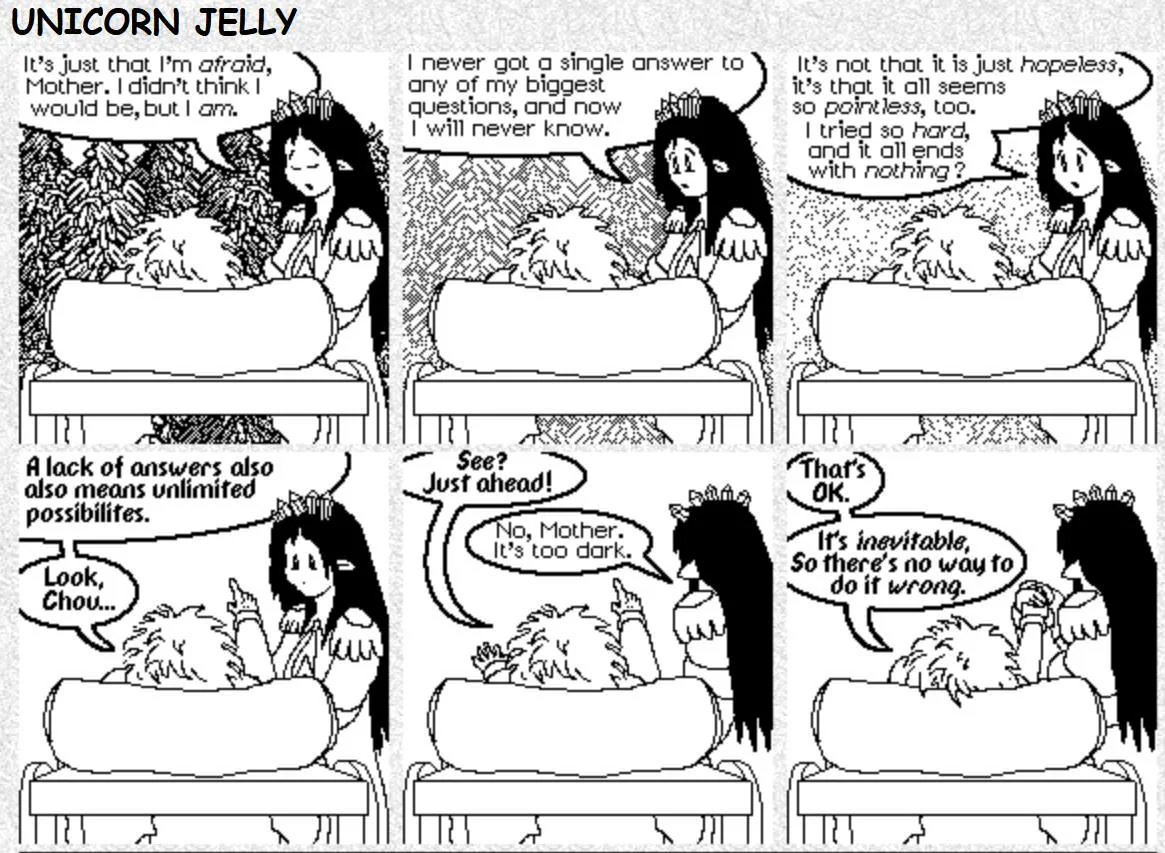 UNICORN JELLY
It's just that I'm afraid,
Mother. I didn't think I
would be, but I am.
I never got a single answer to
any of my biggest
questions, and now
I will never know.
It's not that it is just hopeless,
it's that it all seems
so pointless, too.
I tried so hard,
and it all ends
with nothing?
A lack of answers also
also means unlimited
possibilites.
Look,
Chou...
See?
Just ahead!
No, Mother.
It's too dark.
That's
OK.
It's inevitable,
So there's no way to
do it wrong.